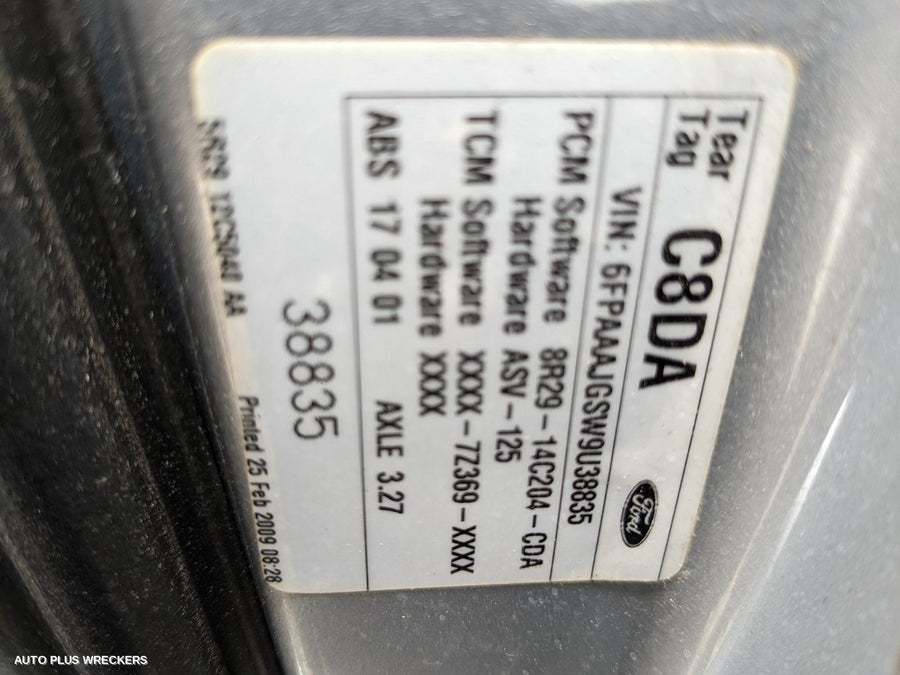 Tear
Tag
C8DA
Ford
VIN: 6FPAAAJGSW9U38835
PCM Software 8R29-14C204-CDA
Hardware ASV-125
TCM Software XXXX-7Z369-XXXX
Hardware XXXX
ABS 17 04 01 AXLE 3.27
38835
Printed 25 Feb 2009 08:28
AUTO PLUS WRECKERS